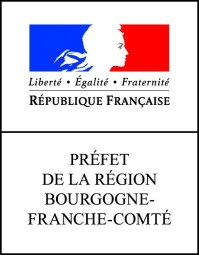 Liberté • Égalité • Fraternité
RÉPUBLIQUE FRANÇAISE
PRÉFET
DE LA RÉGION
BOURGOGNE-
FRANCHE-COMTÉ